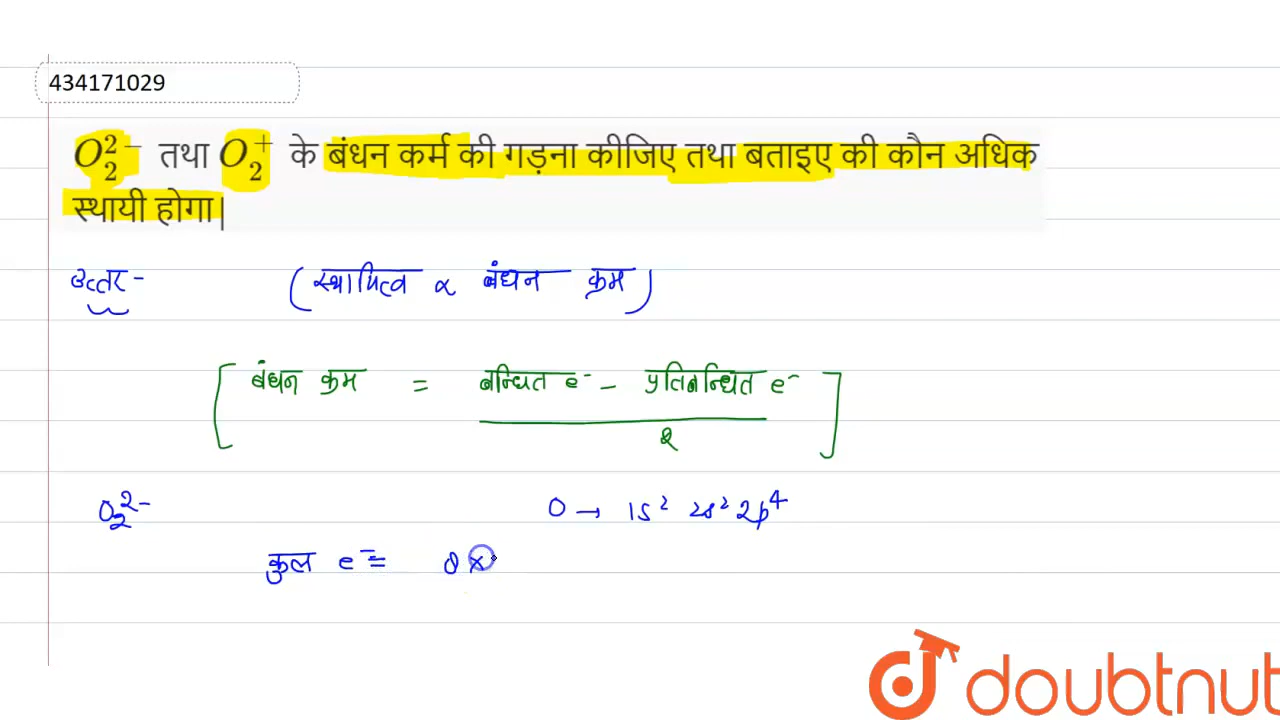 434171029
O₂²⁻ तथा O₂⁺ के बंधन कर्म की गड़ना कीजिए तथा बताइए की कौन अधिक
स्थायी होगा|
उत्तर- (स्थायित्व ∝ बंधन क्रम)
[बंधन क्रम = बन्धित e⁻ - प्रतिबन्धित e⁻]
2
O₂²⁻ O → 1s² 2s² 2p⁴
कुल e⁻ = 8 ×
doubtnut